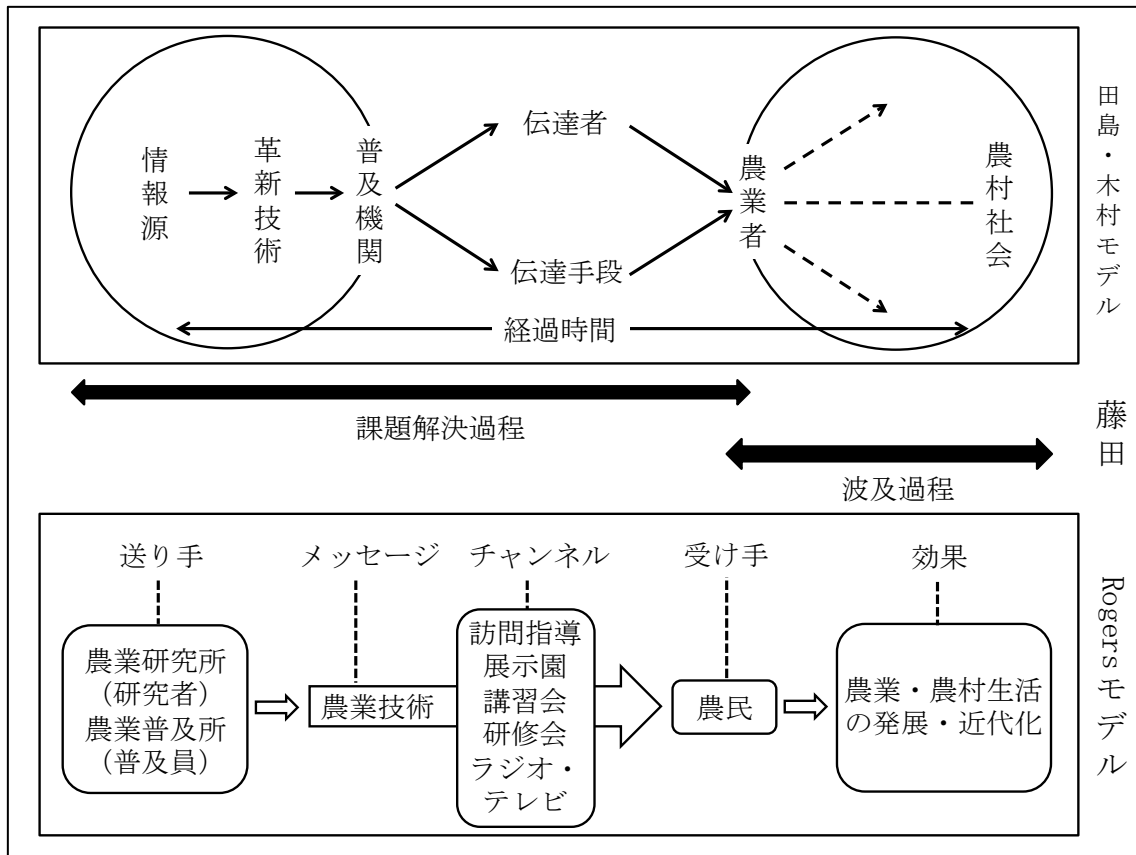 情報源
革新技術
普及機関
伝達者
伝達手段
経過時間
農業者
農村社会
田島・木村モデル
課題解決過程
波及過程
藤田
送り手
メッセージ
チャンネル
受け手
効果
農業研究所
(研究者)
農業普及所
(普及員)
農業技術
訪問指導
展示園
講習会
研修会
ラジオ・
テレビ
農民
農業・農村生活
の発展・近代化
Rogersモデル